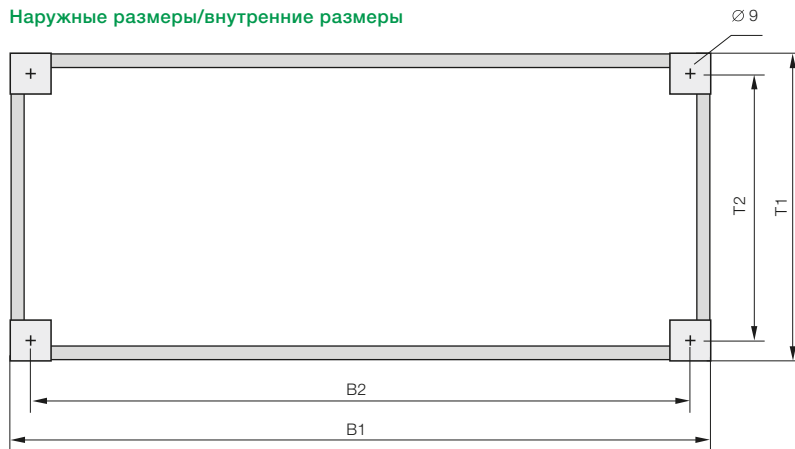 Наружные размеры/внутренние размеры
∅ 9
T2
T1
B2
B1